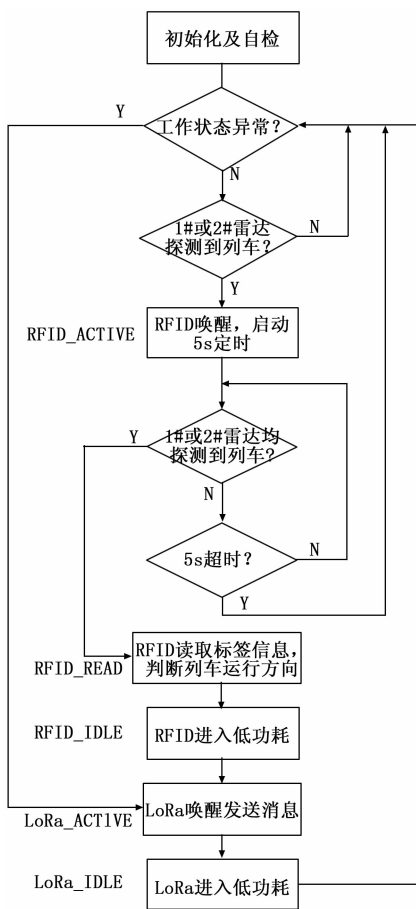 初始化及自检
Y
工作状态异常?
N
1#或2#雷达
探测到列车?
N
Y
RFID_ACTIVE
RFID唤醒，启动
5s定时
Y
1#或2#雷达均
探测到列车?
N
5s超时?
N
Y
RFID读取标签信息，
判断列车运行方向
RFID_READ
RFID_IDLE
RFID进入低功耗
LoRa唤醒发送消息
LoRa_ACT1VE
LoRa_IDLE
LoRa进入低功耗